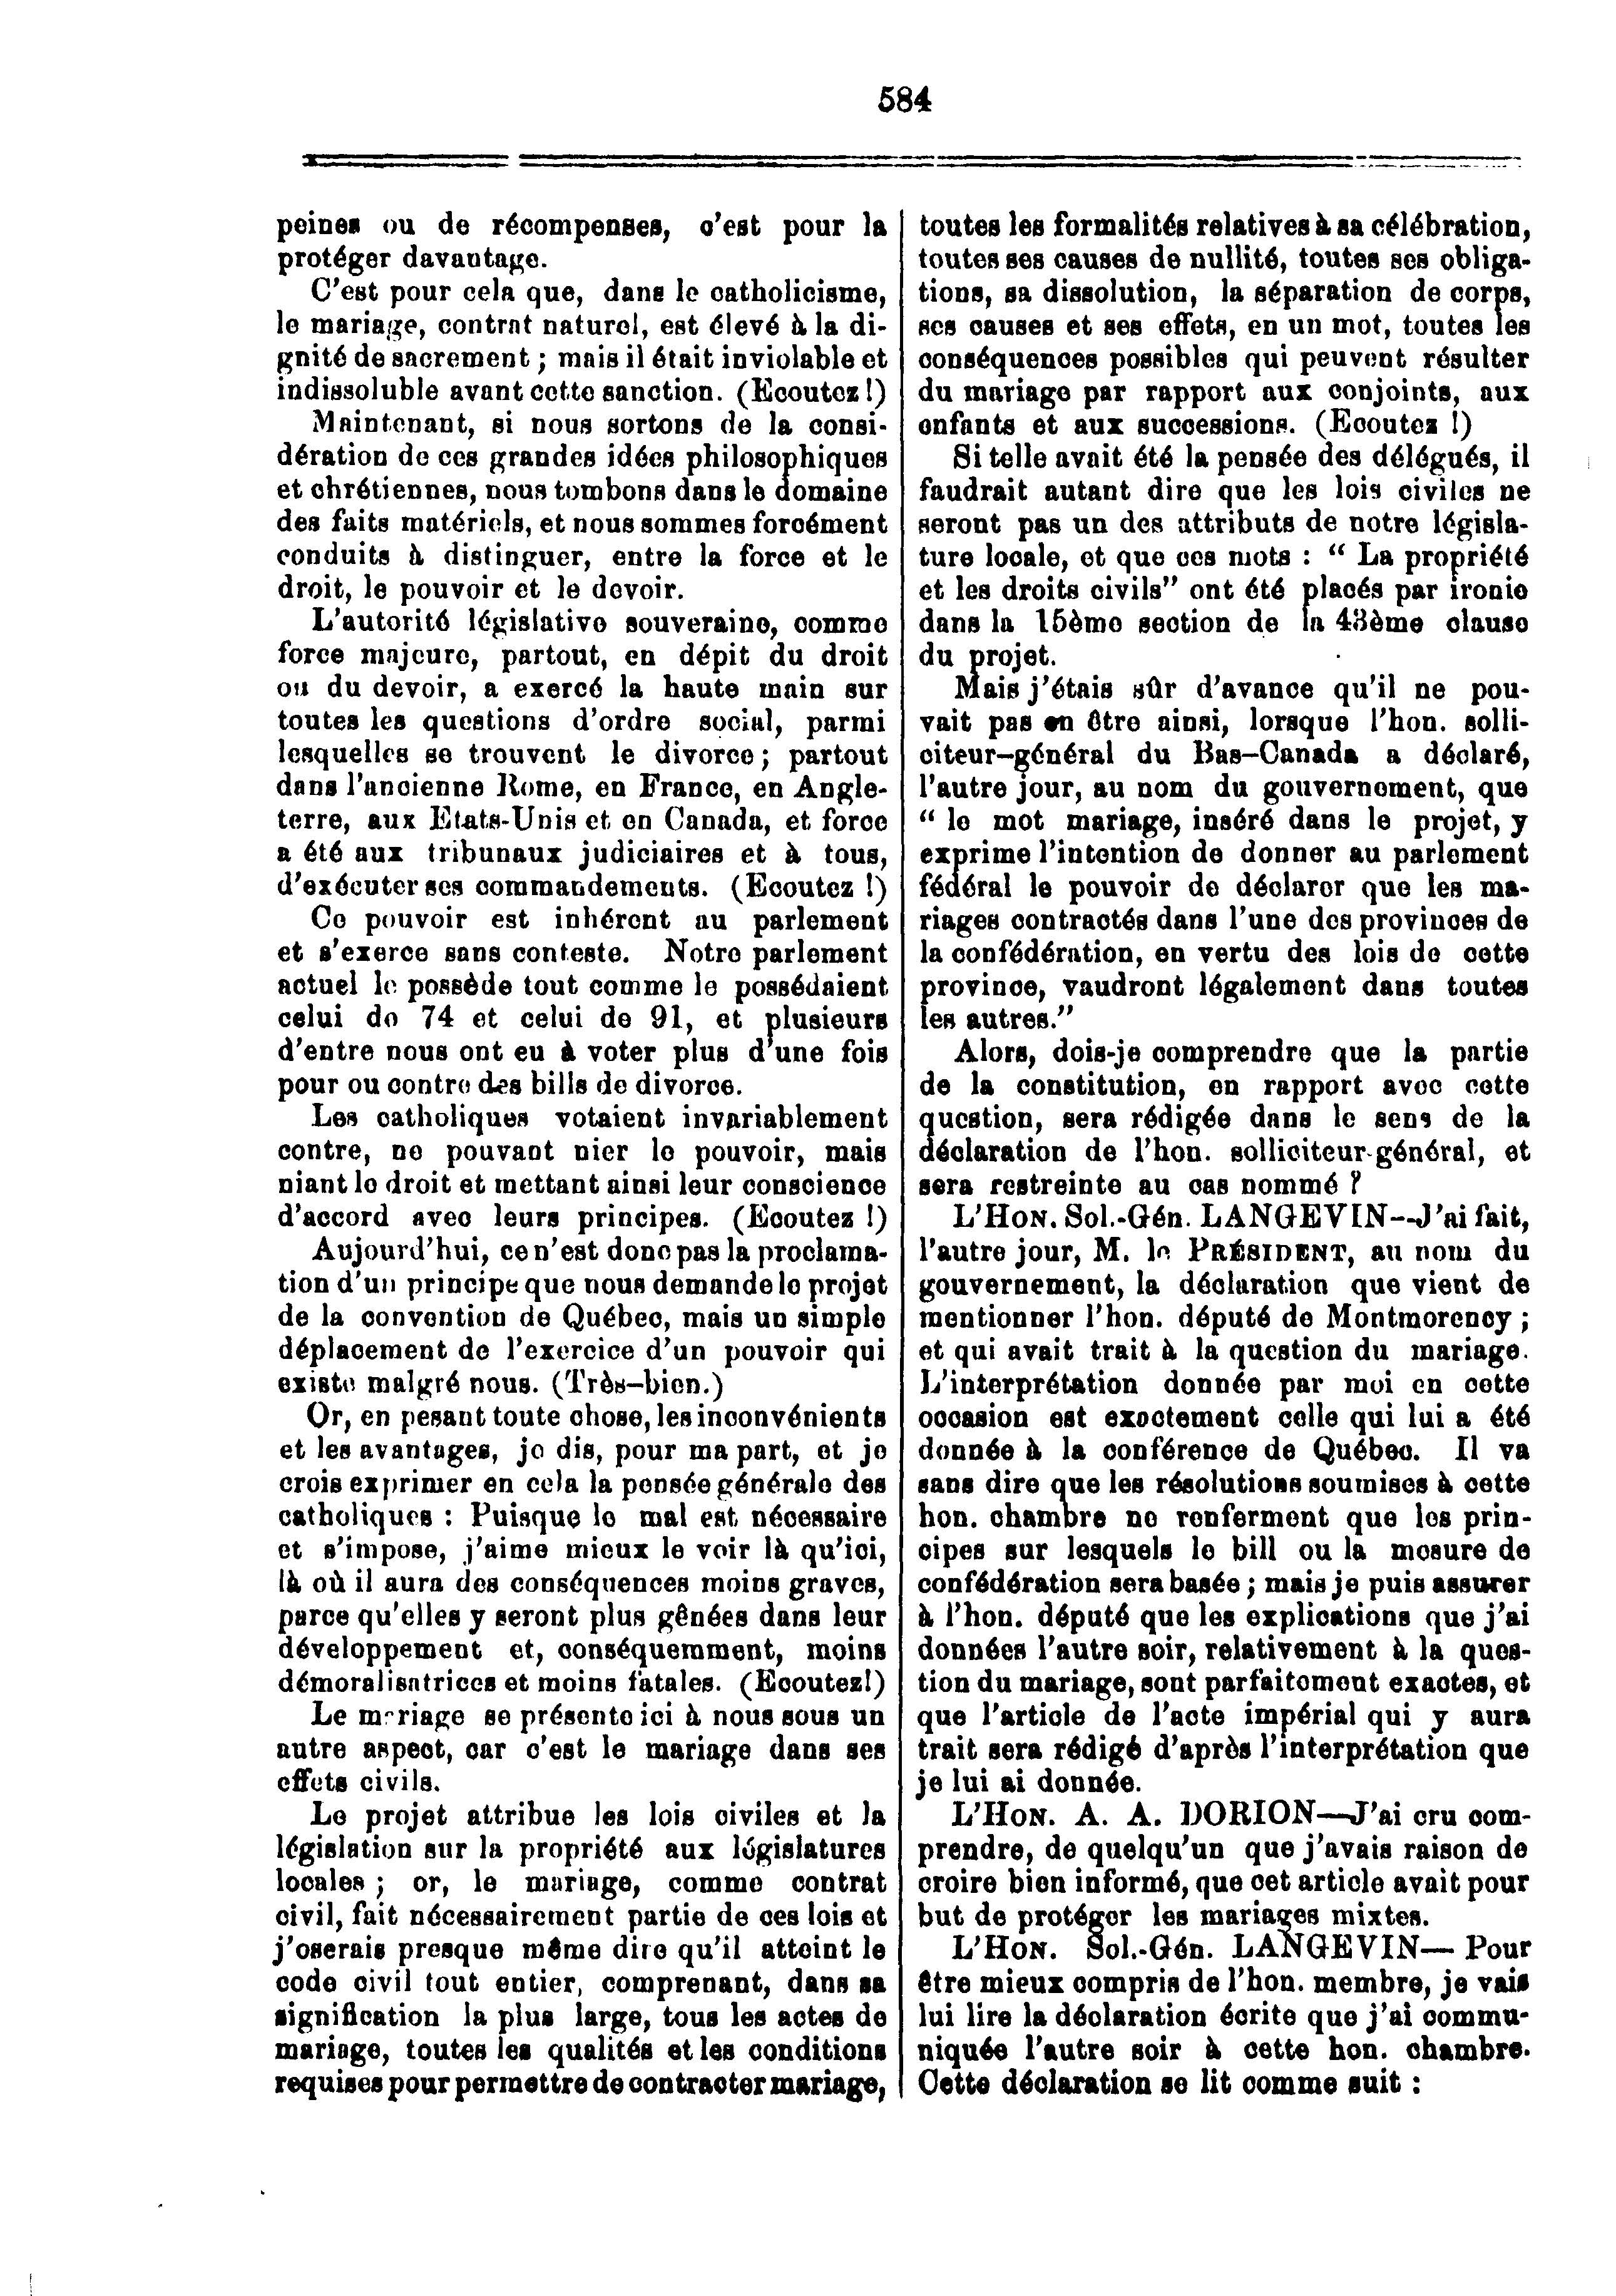 584
peines ou de récompenses, c'est pour la
protéger davantage.
C'est pour cela que, dans le catholicisme,
le mariage, contrat naturel, est élevé à la di-
gnité de sacrement ; mais il était inviolable et
indissoluble avant cette sanction. (Ecoutez !)
Maintenant, si nous sortons de la consi-
dération de ces grandes idées philosophiques
et chrétiennes, nous tombons dans le domaine
des faits matériels, et nous sommes forcément
conduits à distinguer, entre la force et le
droit, le pouvoir et le devoir.
L'autorité législative souveraine, comme
force majeure, partout, en dépit du droit
ou du devoir, a exercé la haute main sur
toutes les questions d'ordre social, parmi
lesquelles se trouvent le divorce ; partout
dans l'ancienne Rome, en France, en Angle-
terre, aux Etats-Unis et en Canada, et force
a été aux tribunaux judiciaires et à tous,
d'exécuter ses commandements. (Ecoutez !)
Ce pouvoir est inhérent au parlement
et s'exerce sans conteste. Notre parlement
actuel le possède tout comme le possédaient
celui de 74 et celui de 91, et plusieurs
d'entre nous ont eu à voter plus d'une fois
pour ou contre des bills de divorce.
Les catholiques votaient invariablement
contre, ne pouvant nier le pouvoir, mais
niant le droit et mettant ainsi leur conscience
d'accord avec leurs principes. (Ecoutez !)
Aujourd'hui, ce n'est donc pas la proclama-
tion d'un principe que nous demande le projet
de la convention de Québec, mais un simple
déplacement de l'exercice d'un pouvoir qui
existe malgré nous. (Très-bien.)
Or, en pesant toute chose, les inconvénients
et les avantages, je dis, pour ma part, et je
crois exprimer en cela la pensée générale des
catholiques : Puisque le mal est nécessaire
et s'impose, j'aime mieux le voir là qu'ici,
là où il aura des conséquences moins graves,
parce qu'elles y seront plus gênées dans leur
développement et, conséquemment, moins
démoralisatrices et moins fatales. (Ecoutez!)
Le mariage se présente ici à nous sous un
autre aspect, car c'est le mariage dans ses
effets civils.
Le projet attribue les lois civiles et la
législation sur la propriété aux législatures
locales ; or, le mariage, comme contrat
civil, fait nécessairement partie de ces lois et
j'oserais presque même dire qu'il atteint le
code civil tout entier, comprenant, dans sa
signification la plus large, tous les actes de
mariage, toutes les qualités et les conditions
requises pour permettre de contracter mariage,
toutes les formalités relatives à sa célébration,
toutes ses causes de nullité, toutes ses obliga-
tions, sa dissolution, la séparation de corps,
ses causes et ses effets, en un mot, toutes les
conséquences possibles qui peuvent résulter
du mariage par rapport aux conjoints, aux
enfants et aux successions. (Ecoutez !)
Si telle avait été la pensée des délégués, il
faudrait autant dire que les lois civiles ne
seront pas un des attributs de notre législa-
ture locale, et que ces mots : " La propriété
et les droits civils" ont été placés par ironie
dans la 15ème section de la 43ème clause
du projet.
Mais j'étais sûr d'avance qu'il ne pou-
vait pas en être ainsi, lorsque l'hon. solli-
citeur-général du Bas-Canada a déclaré,
l'autre jour, au nom du gouvernement, que
" le mot mariage, inséré dans le projet, y
exprime l'intention de donner au parlement
fédéral le pouvoir de déclarer que les ma-
riages contractés dans l'une des provinces de
la confédération, en vertu des lois de cette
province, vaudront légalement dans toutes
les autres."
Alors, dois-je comprendre que la partie
de la constitution, en rapport avec cette
question, sera rédigée dans le sens de la
déclaration de l'hon. solliciteur-général, et
sera restreinte au cas nommé ?
L'HON. Sol.-Gén. LANGEVIN--J'ai fait,
l'autre jour, M. le PRÉSIDENT, au nom du
gouvernement, la déclaration que vient de
mentionner l'hon. député de Montmorency ;
et qui avait trait à la question du mariage.
L'interprétation donnée par moi en cette
occasion est exactement celle qui lui a été
donnée à la conférence de Québec. Il va
sans dire que les résolutions soumises à cette
hon. chambre ne renferment que les prin-
cipes sur lesquels le bill ou la mesure de
confédération sera basée ; mais je puis assurer
à l'hon. député que les explications que j'ai
données l'autre soir, relativement à la ques-
tion du mariage, sont parfaitement exactes, et
que l'article de l'acte impérial qui y aura
trait sera rédigé d'après l'interprétation que
je lui ai donnée.
L'HON. A. A. DORION—J'ai cru com-
prendre, de quelqu'un que j'avais raison de
croire bien informé, que cet article avait pour
but de protéger les mariages mixtes.
L'HON. Sol.-Gén. LANGEVIN— Pour
être mieux compris de l'hon. membre, je vais
lui lire la déclaration écrite que j'ai commu-
niquée l'autre soir à cette hon. chambre.
Cette déclaration se lit comme suit :